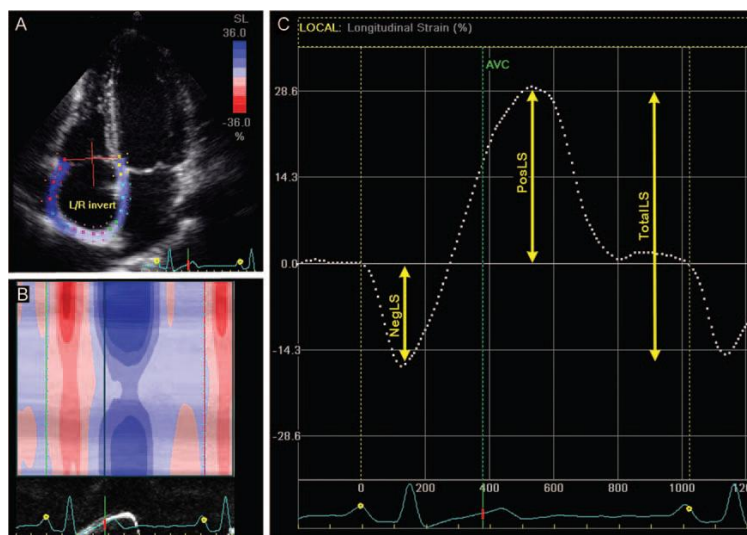 A
SL
36.0
-36.0
%
L/R invert
B
C
LOCAL: Longitudinal Strain (%)
AVC
28.6
14.3
0.0
-14.3
-28.6
NegLS
PosLS
TotalLS
0
200
400
600
800
1000
120